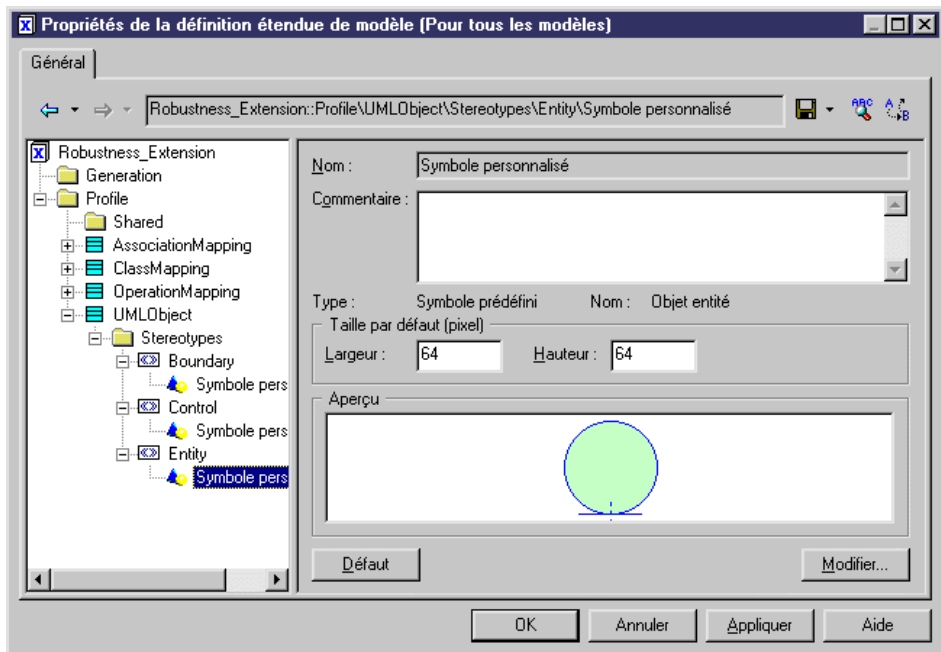 Propriétés de la définition étendue de modèle (Pour tous les modèles)
Général
Robustness_Extension::Profile\UMLObject\Stereotypes\Entity\Symbole personnalisé
ABC
A
B
Robustness_Extension
Generation
Profile
Shared
AssociationMapping
ClassMapping
OperationMapping
UMLObject
Stereotypes
Boundary
Symbole pers
Control
Symbole pers
Entity
Symbole pers
Nom : Symbole personnalisé
Commentaire :
Type : Symbole prédéfini Nom : Objet entité
Taille par défaut (pixel)
Largeur : 64 Hauteur : 64
Aperçu
Défaut Modifier...
OK Annuler Appliquer Aide